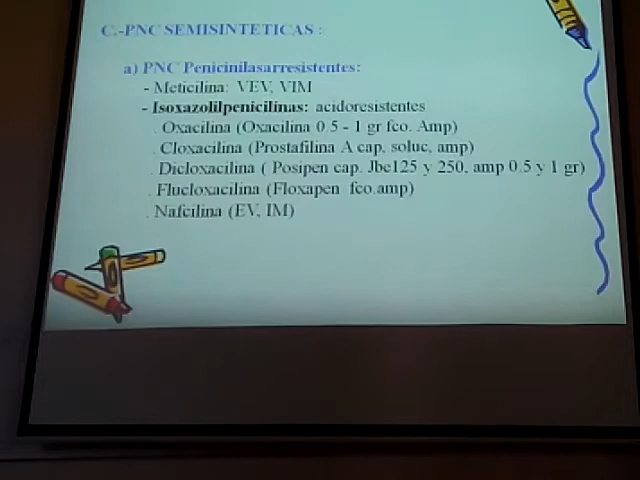 C.-PNC SEMISINTETICAS :
a) PNC Penicinilasarresistentes:
- Meticilina: VEV, VIM
- Isoxazolilpenicilinas: acidoresistentes
. Oxacilina (Oxacilina 0.5 - 1 gr fco. Amp)
. Cloxacilina (Prostafilina A cap, soluc, amp)
. Dicloxacilina ( Posipen cap. Jbe125 y 250, amp 0.5 y 1 gr)
. Flucloxacilina (Floxapen fco.amp)
. Nafcilina (EV, IM)